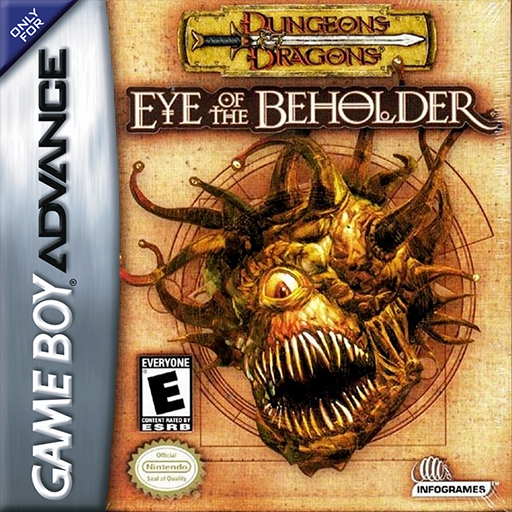 ONLY
FOR
GAME BOY ADVANCE
DUNGEONS
&
DRAGONS
EYE OF THE BEHOLDER
EVERYONE
E
CONTENT RATED BY
ESRB
Official
Nintendo
Seal of Quality
INFOGRAMES